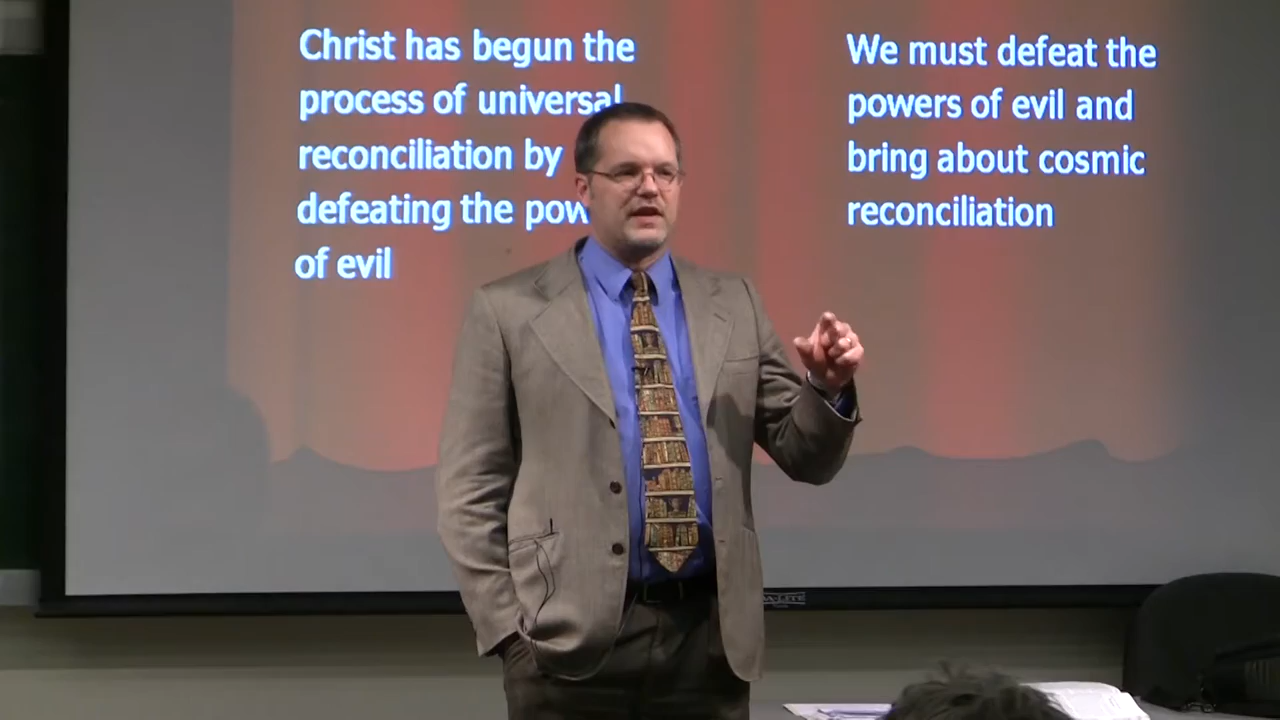 Christ has begun the
process of universal
reconciliation by
defeating the pow
of evil
We must defeat the
powers of evil and
bring about cosmic
reconciliation